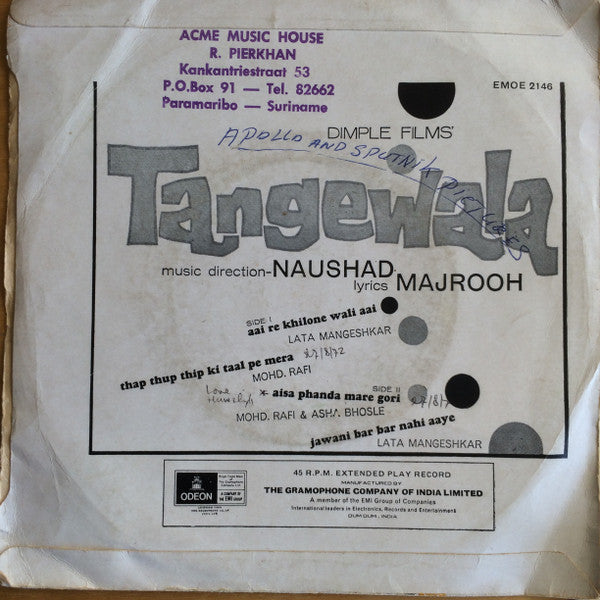 ACME MUSIC HOUSE
R. PIERKHAN
Kankantriestraat 53
P.O.Box 91 — Tel. 82662
Paramaribo — Suriname
EMOE 2146
DIMPLE FILMS'
APOLLO AND SPUTNIK PICTURES
Tangewala
music direction-NAUSHAD
lyrics MAJROOH
SIDE I
aai re khilone wali aai
LATA MANGESHKAR
thap thup thip ki taal pe mera 27/8/72
MOHD. RAFI
SIDE II
Love
* aisa phanda mare gori
MOHD. RAFI & ASHA BHOSLE
jawani bar bar nahi aaye
LATA MANGESHKAR
ODEON
45 R.P.M. EXTENDED PLAY RECORD
MANUFACTURED BY
THE GRAMOPHONE COMPANY OF INDIA LIMITED
A member of the EMI Group of Companies
International leaders in Electronics, Records and Entertainment
DUM DUM, INDIA